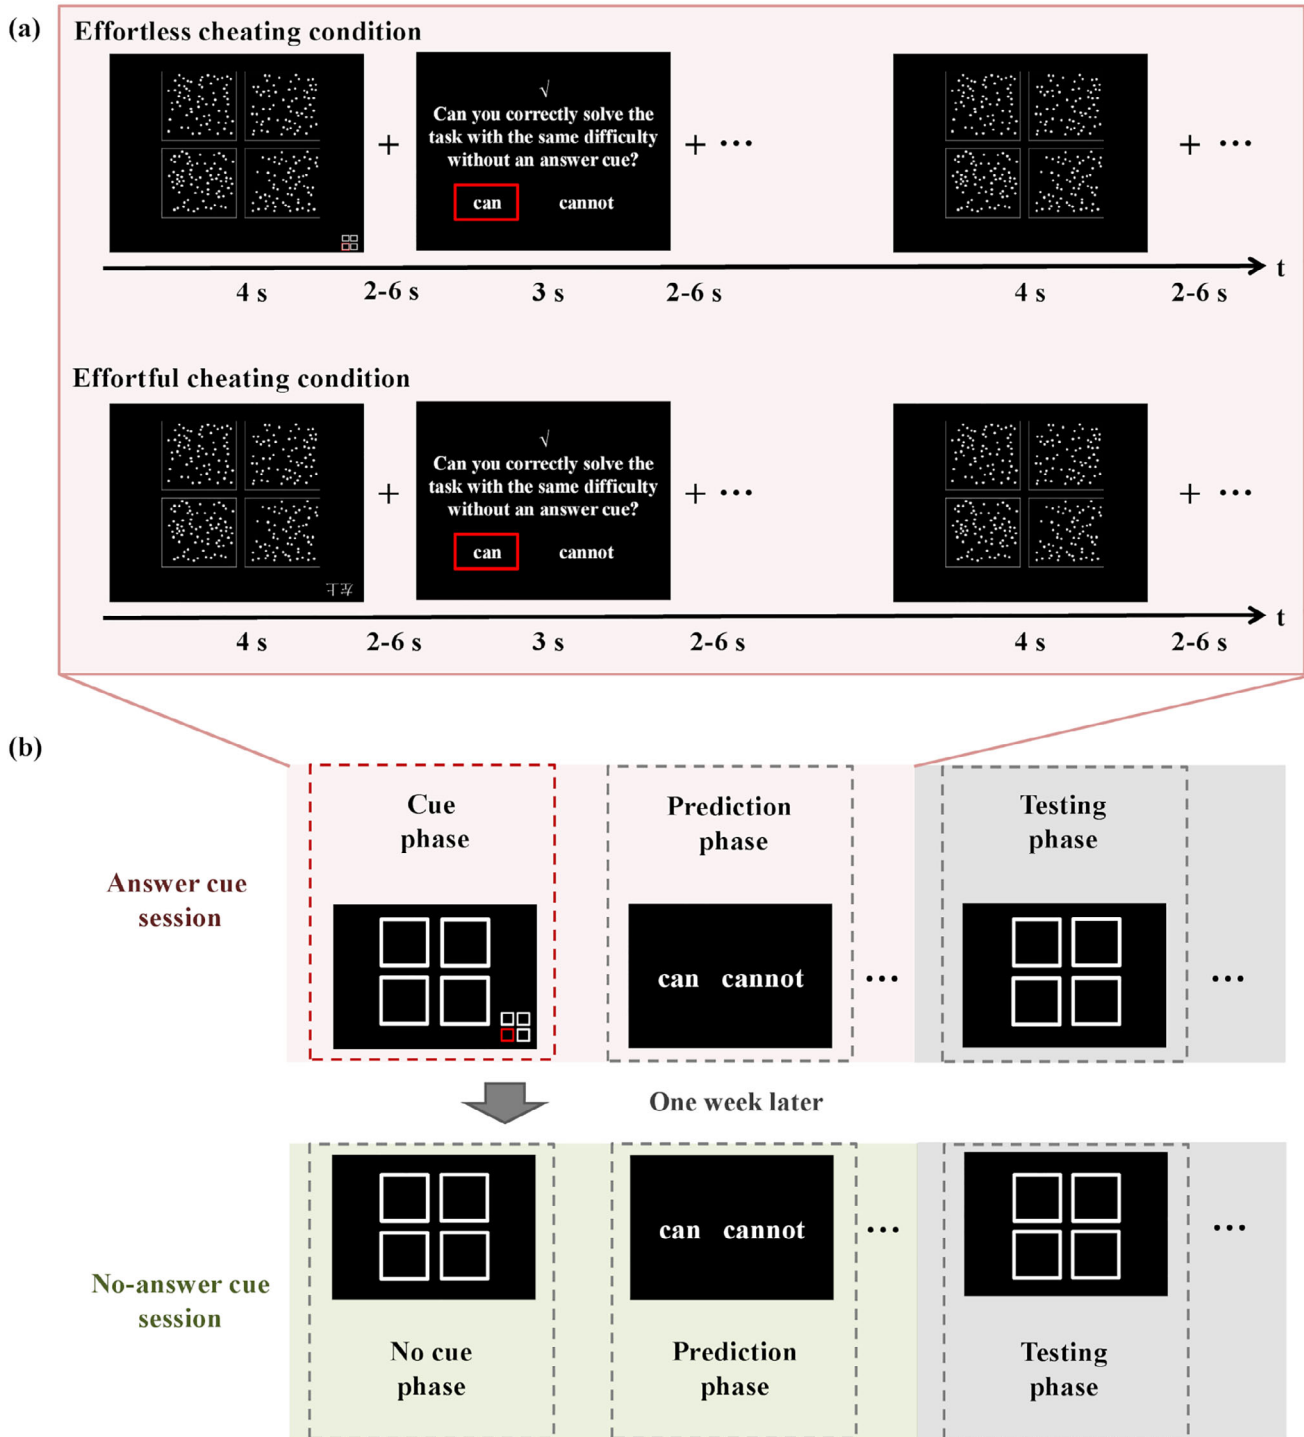 (a)
Effortless cheating condition
√
Can you correctly solve the
task with the same difficulty
without an answer cue?
can cannot
+ + ... + ...
t
4 s 2-6 s 3 s 2-6 s 4 s 2-6 s
Effortful cheating condition
√
Can you correctly solve the
task with the same difficulty
without an answer cue?
can cannot
+ + ... + ...
左上
t
4 s 2-6 s 3 s 2-6 s 4 s 2-6 s
(b)
Answer cue
session
Cue
phase
Prediction
phase
can cannot
...
Testing
phase
...
One week later
No-answer cue
session
No cue
phase
can cannot
...
Prediction
phase
...
Testing
phase